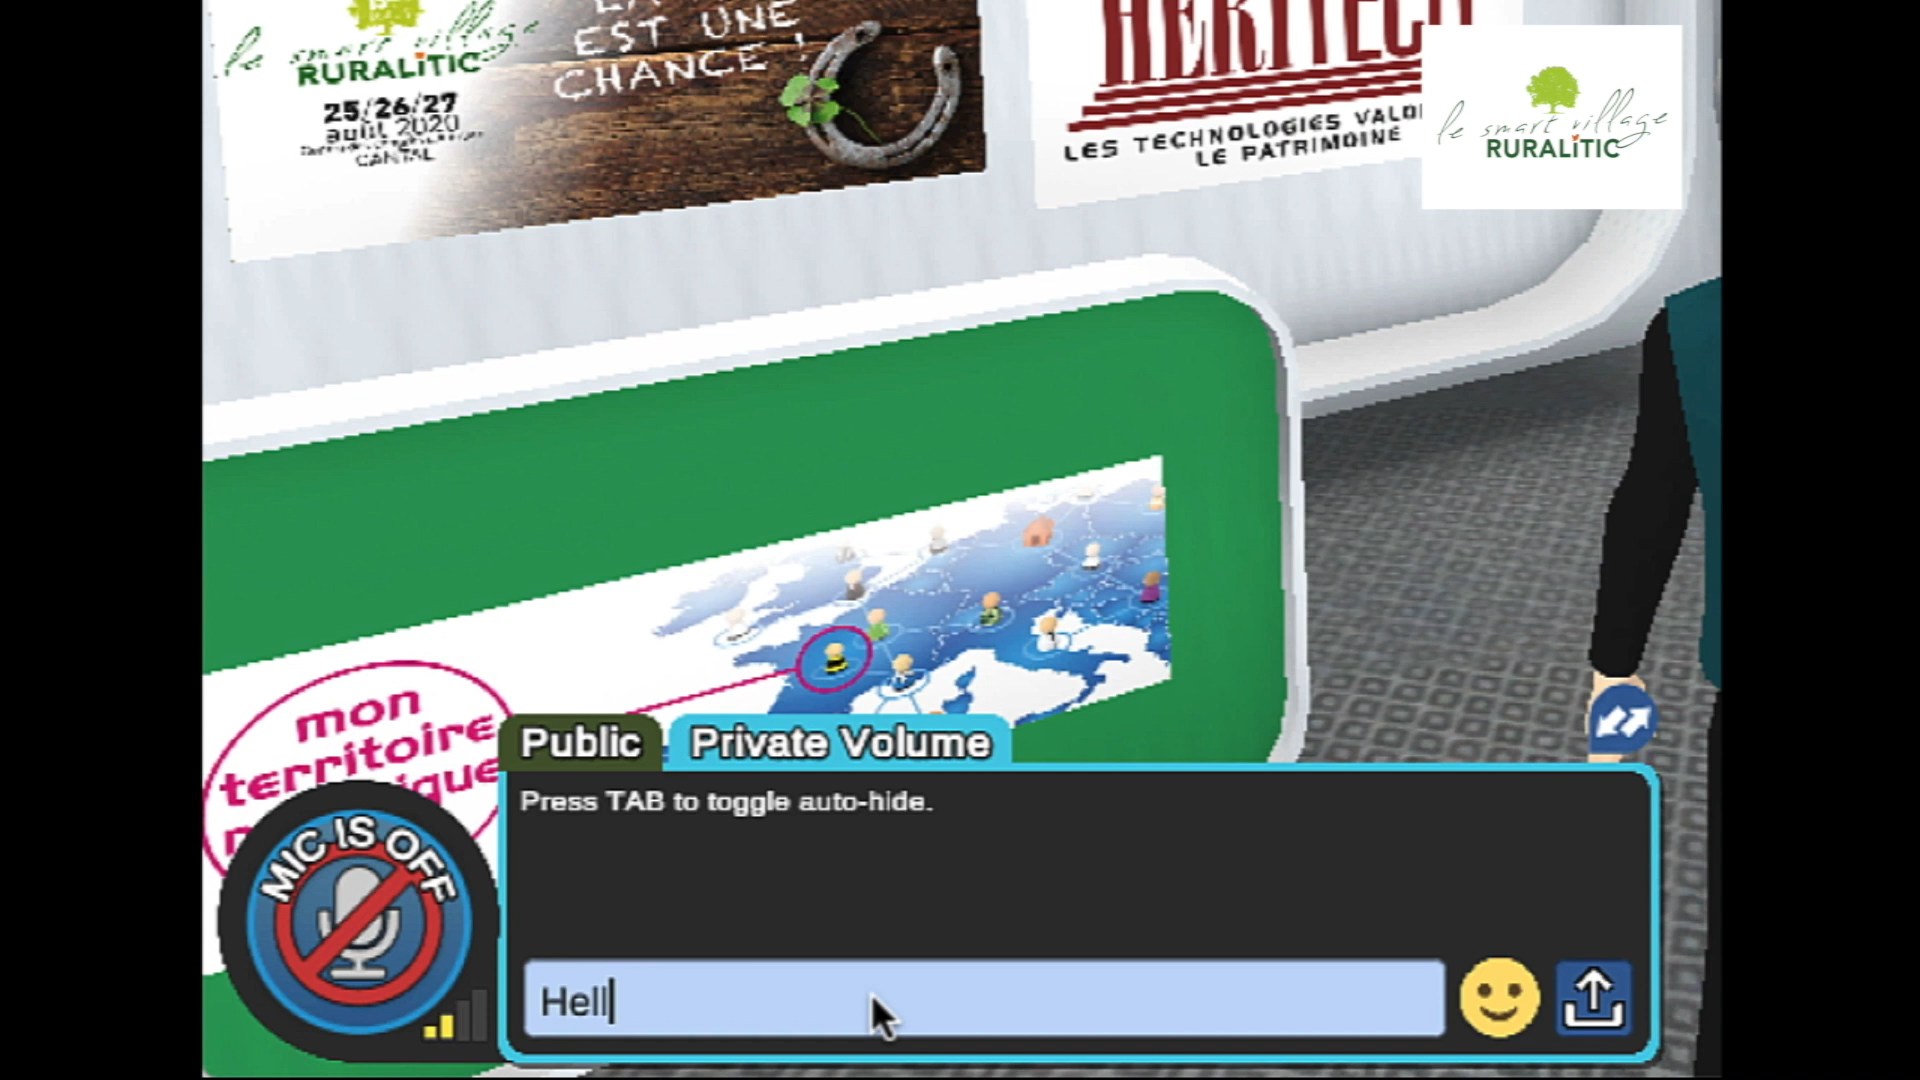 le smart village
RURALiTiC
25/26/27
août 2020
CANTAL
EST UNE
CHANCE !
HERITECH
LES TECHNOLOGIES VALO
LE PATRIMOINE
le smart village
RURALiTiC
mon
territoire
Public
Private Volume
Press TAB to toggle auto-hide.
MIC IS OFF
Hell